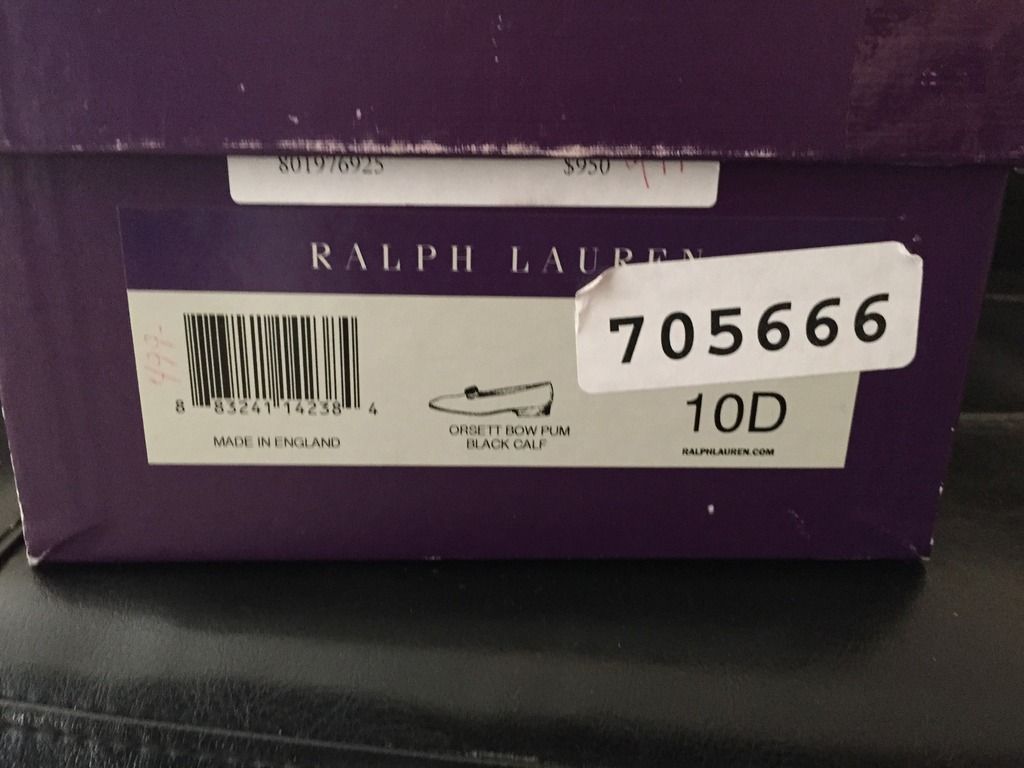 801976925 $950
RALPH LAUREN
705666
499-
8 83241 14238 4
MADE IN ENGLAND
ORSETT BOW PUM
BLACK CALF
10D
RALPHLAUREN.COM